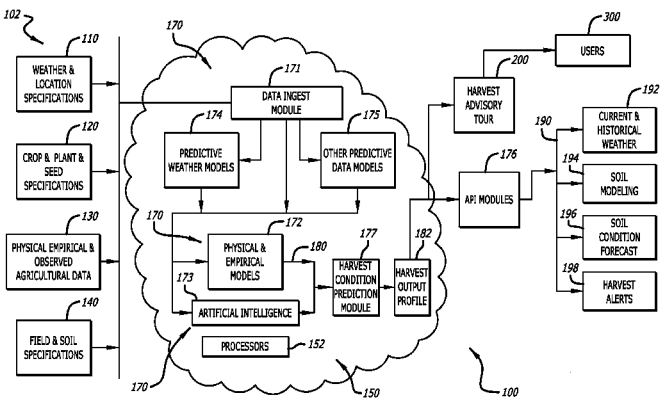 102
110
WEATHER &
LOCATION
SPECIFICATIONS
120
CROP & PLANT &
SEED
SPECIFICATIONS
130
PHYSICAL EMPIRICAL &
OBSERVED
AGRICULTURAL DATA
140
FIELD & SOIL
SPECIFICATIONS
170
171
DATA INGEST
MODULE
174
PREDICTIVE
WEATHER MODELS
175
OTHER PREDICTIVE
DATA MODELS
170
172
PHYSICAL &
EMPIRICAL
MODELS
180
173
ARTIFICIAL INTELLIGENCE
170
177
HARVEST
CONDITION
PREDICTION
MODULE
182
HARVEST
OUTPUT
PROFILE
PROCESSORS
152
150
200
HARVEST
ADVISORY
TOUR
300
USERS
176
API MODULES
190
192
CURRENT &
HISTORICAL
WEATHER
194
SOIL
MODELING
196
SOIL
CONDITION
FORECAST
198
HARVEST
ALERTS
100